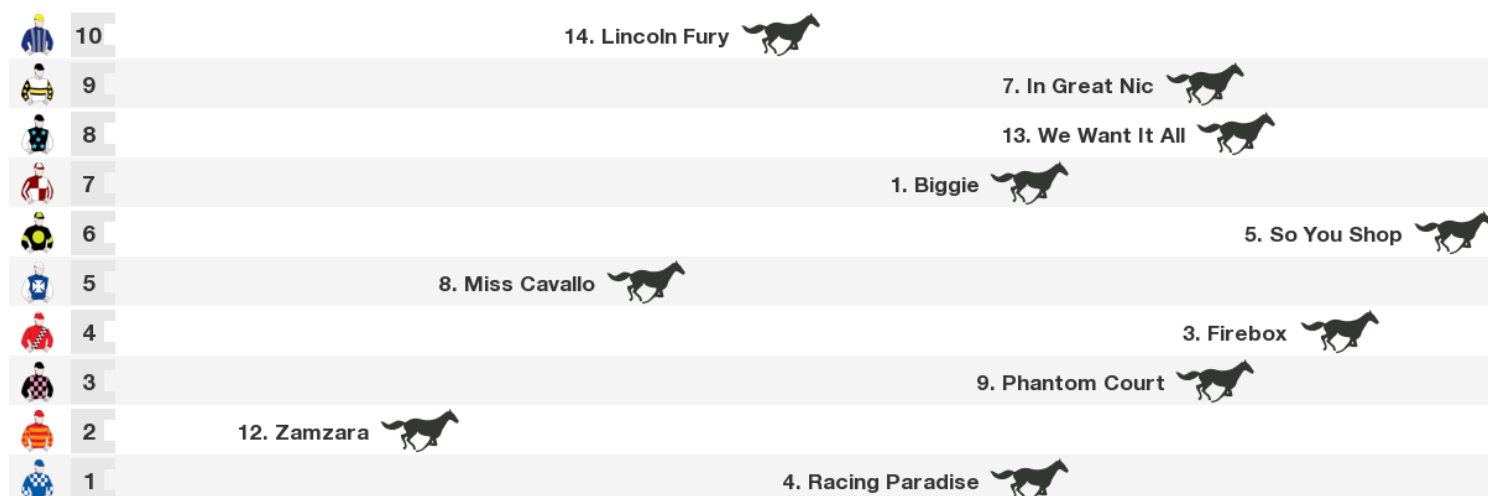 10 14. Lincoln Fury
9 7. In Great Nic
8 13. We Want It All
7 1. Biggie
6 5. So You Shop
5 8. Miss Cavallo
4 3. Firebox
3 9. Phantom Court
2 12. Zamzara
1 4. Racing Paradise